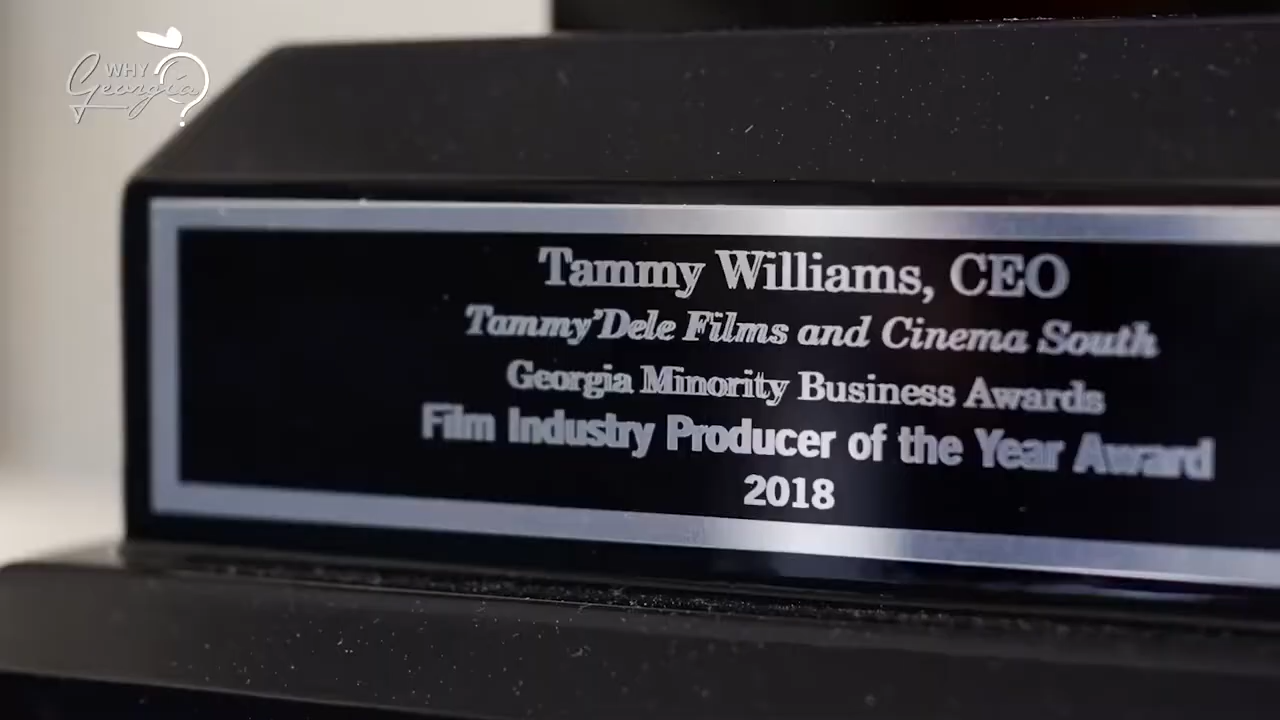 WHY
Georgia
Tammy Williams, CEO
Tammy'Dele Films and Cinema South
Georgia Minority Business Awards
Film Industry Producer of the Year Award
2018